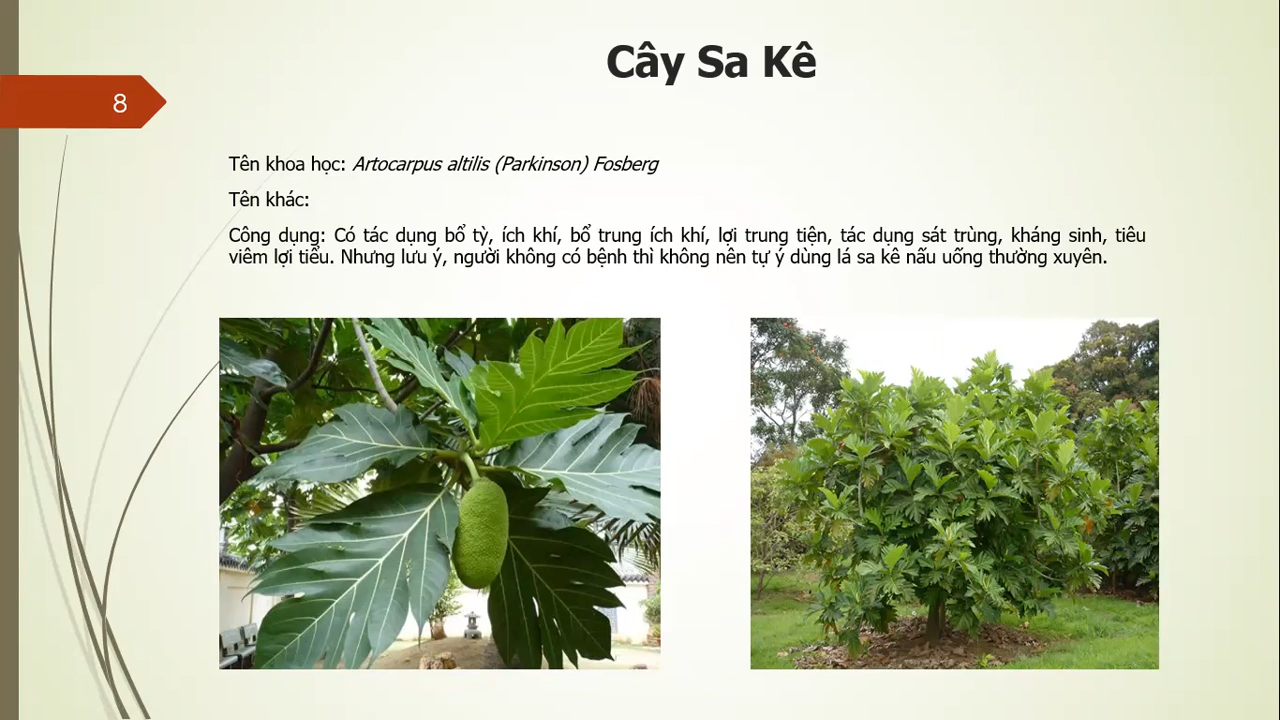 Cây Sa Kê
8
Tên khoa học: Artocarpus altilis (Parkinson) Fosberg
Tên khác:
Công dụng: Có tác dụng bổ tỳ, ích khí, bổ trung ích khí, lợi trung tiện, tác dụng sát trùng, kháng sinh, tiêu
viêm lợi tiểu. Nhưng lưu ý, người không có bệnh thì không nên tự ý dùng lá sa kê nấu uống thường xuyên.